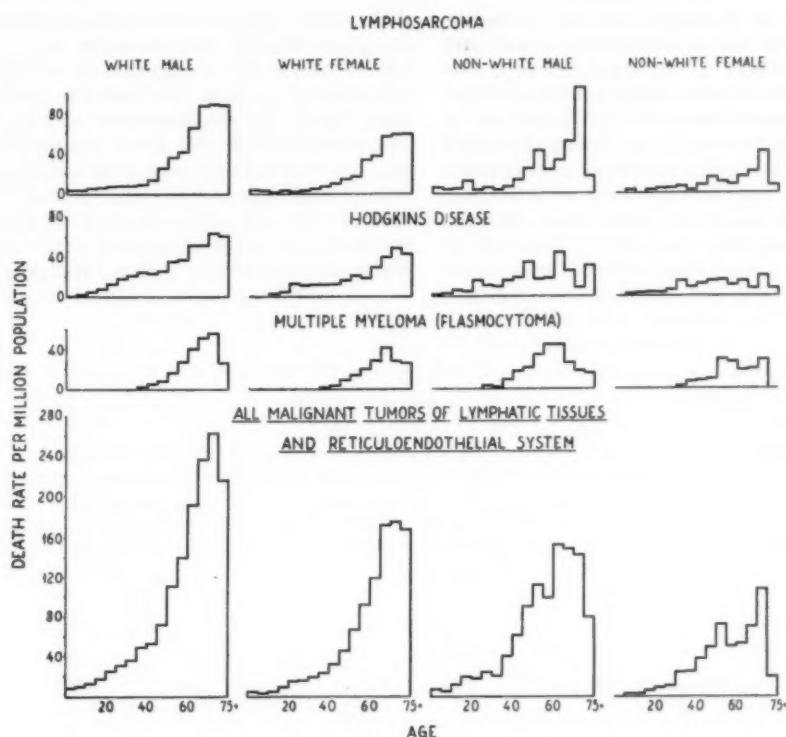 LYMPHOSARCOMA
WHITE MALE WHITE FEMALE NON-WHITE MALE NON-WHITE FEMALE
80
40
0
HODGKINS DISEASE
80
40
0
MULTIPLE MYELOMA (FLASMOCYTOMA)
40
0
ALL MALIGNANT TUMORS OF LYMPHATIC TISSUES
AND RETICULOENDOTHELIAL SYSTEM
DEATH RATE PER MILLION POPULATION
280
240
200
160
120
80
40
20 40 60 75+ 20 40 60 75+ 20 40 60 75+ 20 40 60 75+
AGE